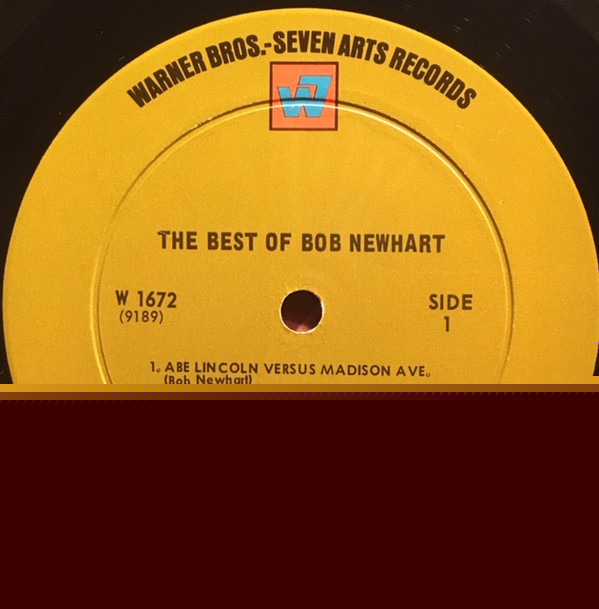 WARNER BROS.-SEVEN ARTS RECORDS
W7
THE BEST OF BOB NEWHART
W 1672
(9189)
SIDE
1
1. ABE LINCOLN VERSUS MADISON AVE.
(Bob Newhart)